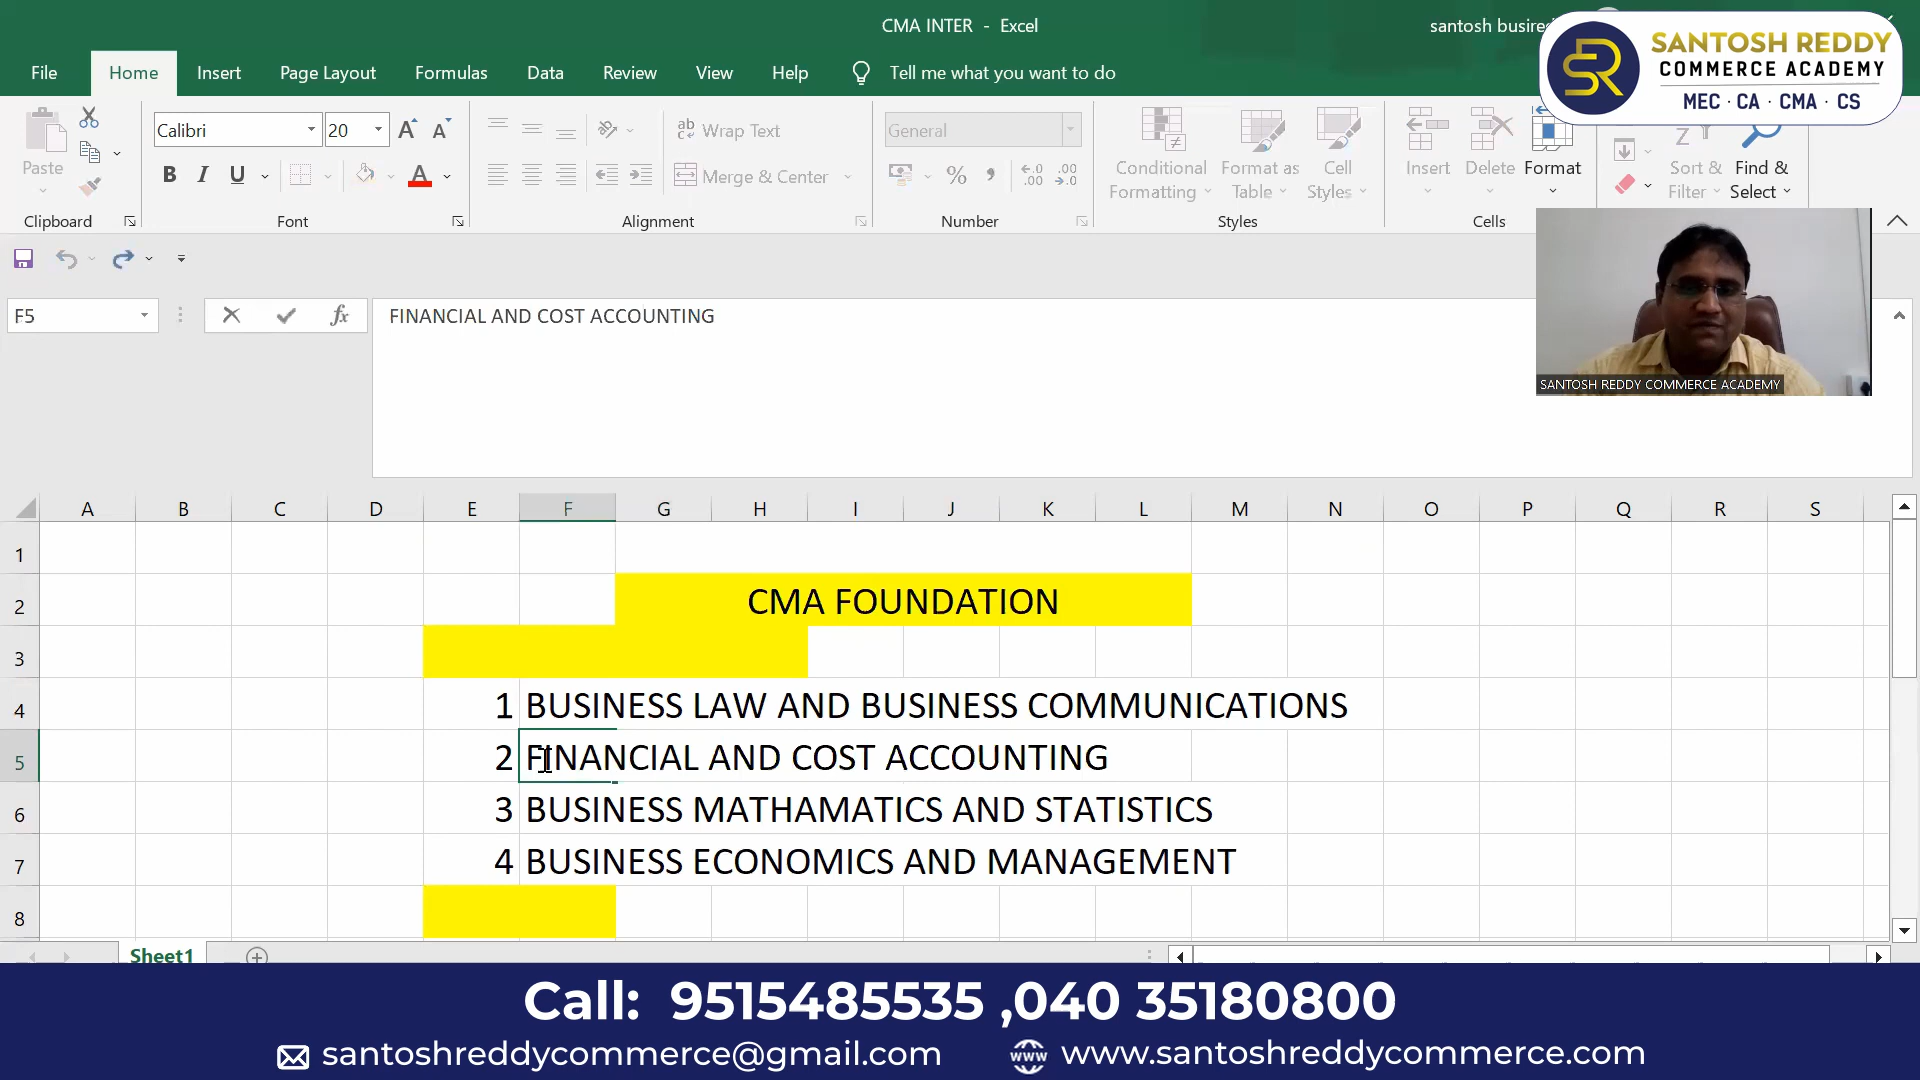 CMA INTER - Excel
santosh busire
SANTOSH REDDY
COMMERCE ACADEMY
MEC · CA · CMA · CS
SR
File Home Insert Page Layout Formulas Data Review View Help Tell me what you want to do
Paste
Calibri 20
B I U A
Wrap Text
Merge & Center
General
% ,
Conditional Formatting
Format as Table
Cell Styles
Insert Delete Format
Sort & Filter
Find & Select
Clipboard Font Alignment Number Styles Cells
F5
fx
FINANCIAL AND COST ACCOUNTING
SANTOSH REDDY COMMERCE ACADEMY
A B C D E F G H I J K L M N O P Q R S
1
2 CMA FOUNDATION
3
4 1 BUSINESS LAW AND BUSINESS COMMUNICATIONS
5 2 FINANCIAL AND COST ACCOUNTING
6 3 BUSINESS MATHAMATICS AND STATISTICS
7 4 BUSINESS ECONOMICS AND MANAGEMENT
8
Sheet1
Call: 9515485535 ,040 35180800
santoshreddycommerce@gmail.com www www.santoshreddycommerce.com